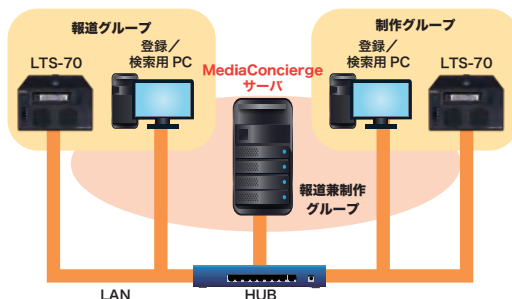 報道グループ
LTS-70
登録／
検索用 PC
MediaConcierge
サーバ
制作グループ
登録／
検索用 PC
LTS-70
報道兼制作
グループ
LAN
HUB